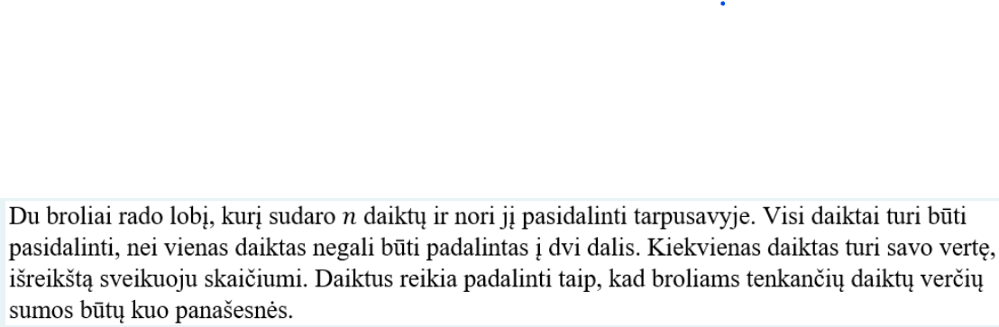 Du broliai rado lobį, kurį sudaro n daiktų ir nori jį pasidalinti tarpusavyje. Visi daiktai turi būti
pasidalinti, nei vienas daiktas negali būti padalintas į dvi dalis. Kiekvienas daiktas turi savo vertę,
išreikštą sveikuoju skaičiumi. Daiktus reikia padalinti taip, kad broliams tenkančių daiktų verčių
sumos būtų kuo panašesnės.